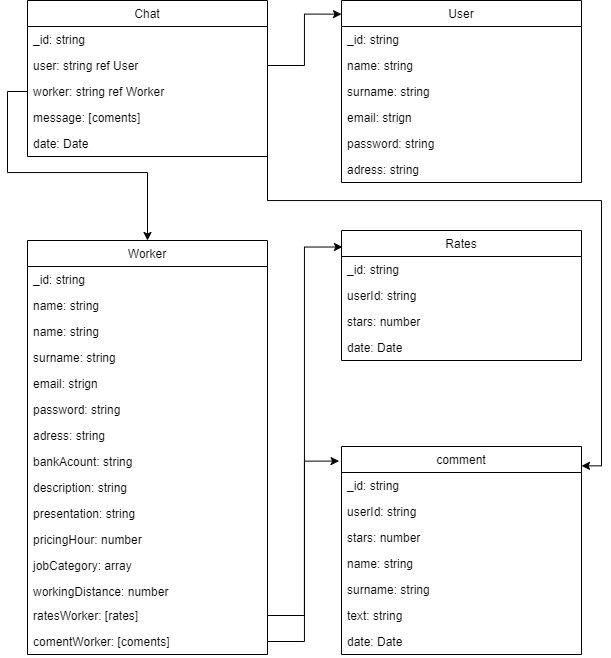 Chat
_id: string
user: string ref User
worker: string ref Worker
message: [coments]
date: Date
User
_id: string
name: string
surname: string
email: strign
password: string
adress: string
Worker
_id: string
name: string
name: string
surname: string
email: strign
password: string
adress: string
bankAcount: string
description: string
presentation: string
pricingHour: number
jobCategory: array
workingDistance: number
ratesWorker: [rates]
comentWorker: [coments]
Rates
_id: string
userId: string
stars: number
date: Date
comment
_id: string
userId: string
stars: number
name: string
surname: string
text: string
date: Date